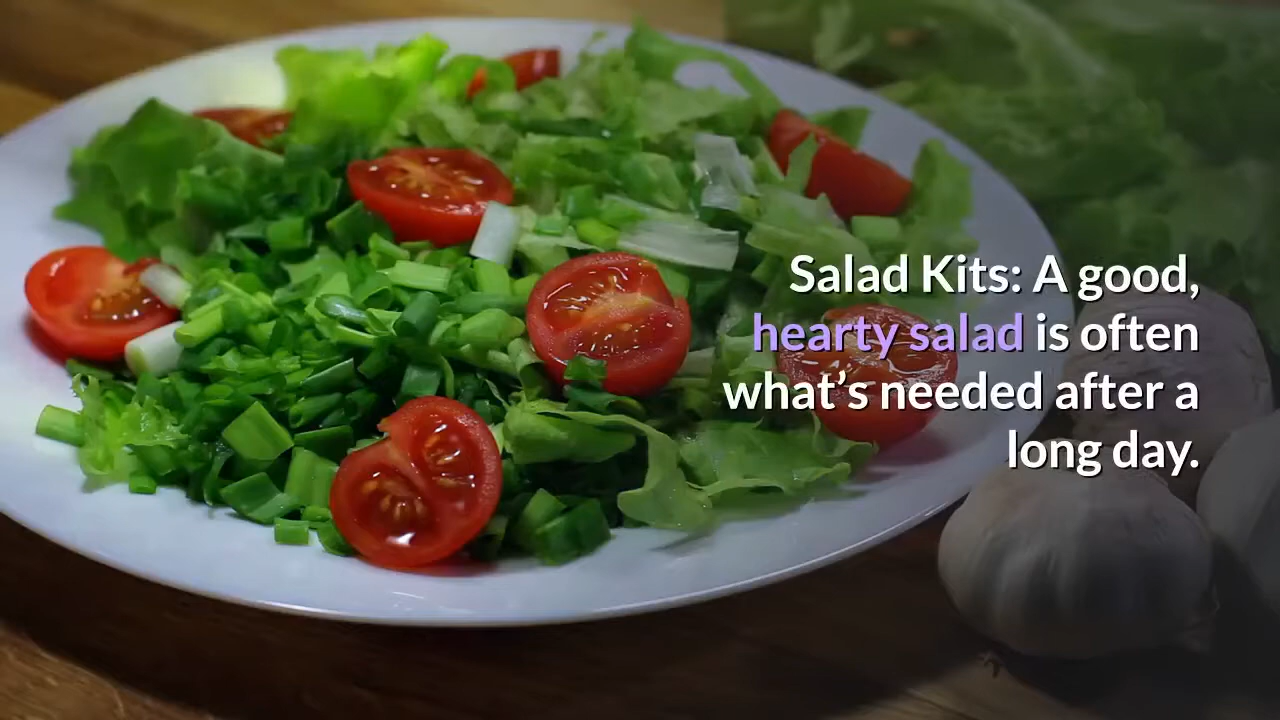 Salad Kits: A good,
hearty salad is often
what’s needed after a
long day.